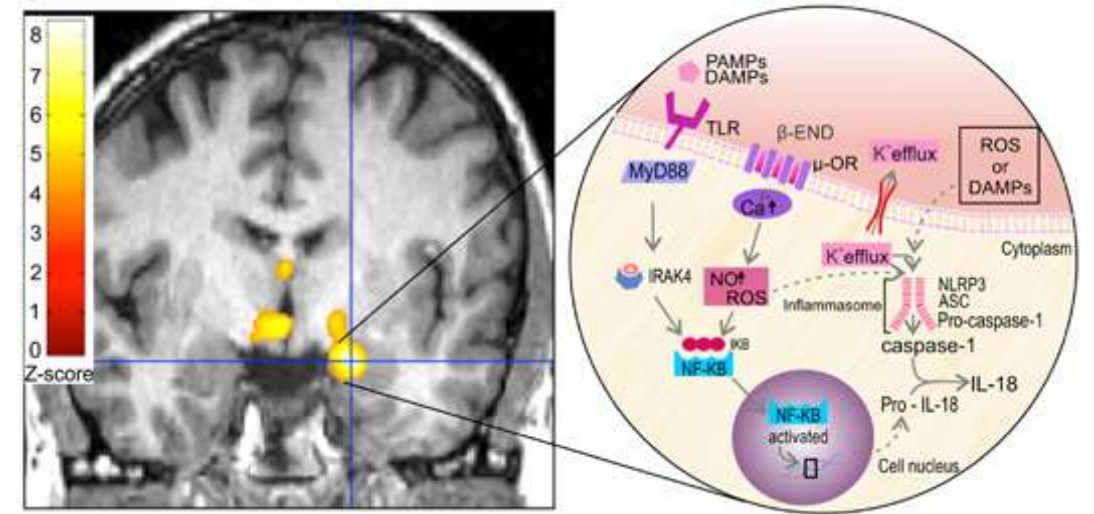 8
7
6
5
4
3
2
1
0
Z-score
PAMPs
DAMPs
TLR
β-END
μ-OR
K⁺efflux
ROS
or
DAMPs
MyD88
Ca⬆
Cytoplasm
K⁺efflux
IRAK4
NO⬆
ROS
Inflammasome
NLRP3
ASC
Pro-caspase-1
IKB
NF-KB
caspase-1
IL-18
Pro - IL-18
NF-KB
activated
Cell nucleus